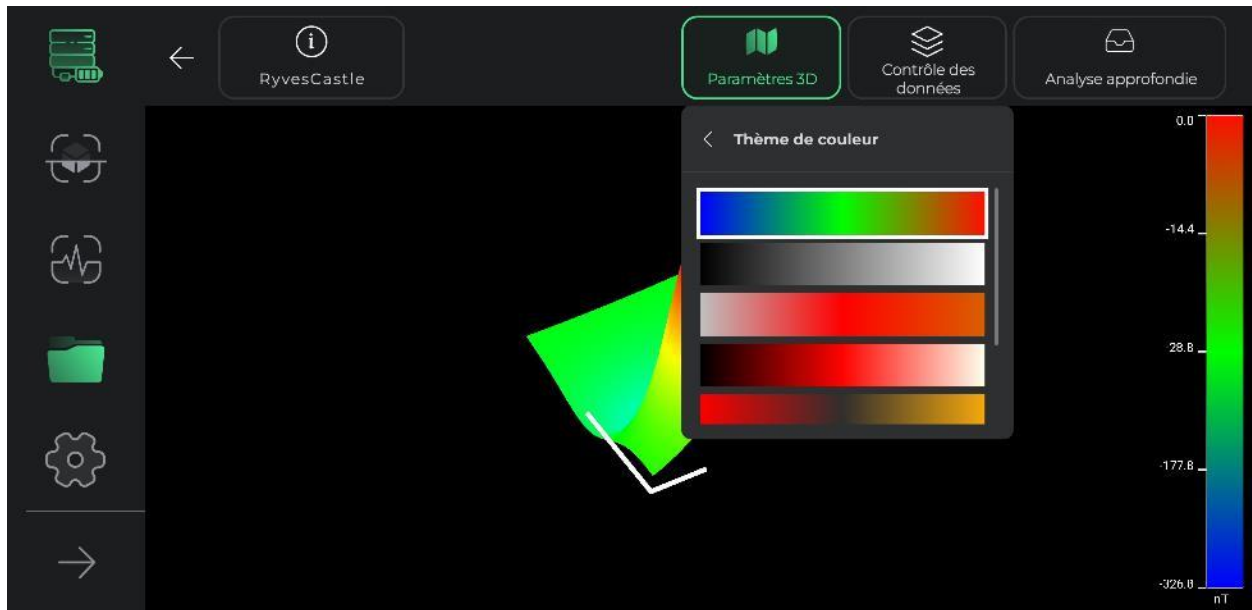 RyvesCastle
Paramètres 3D
Contrôle des
données
Analyse approfondie
Thème de couleur
0.0
-14.4
-28.8
-177.8
-326.8
nT